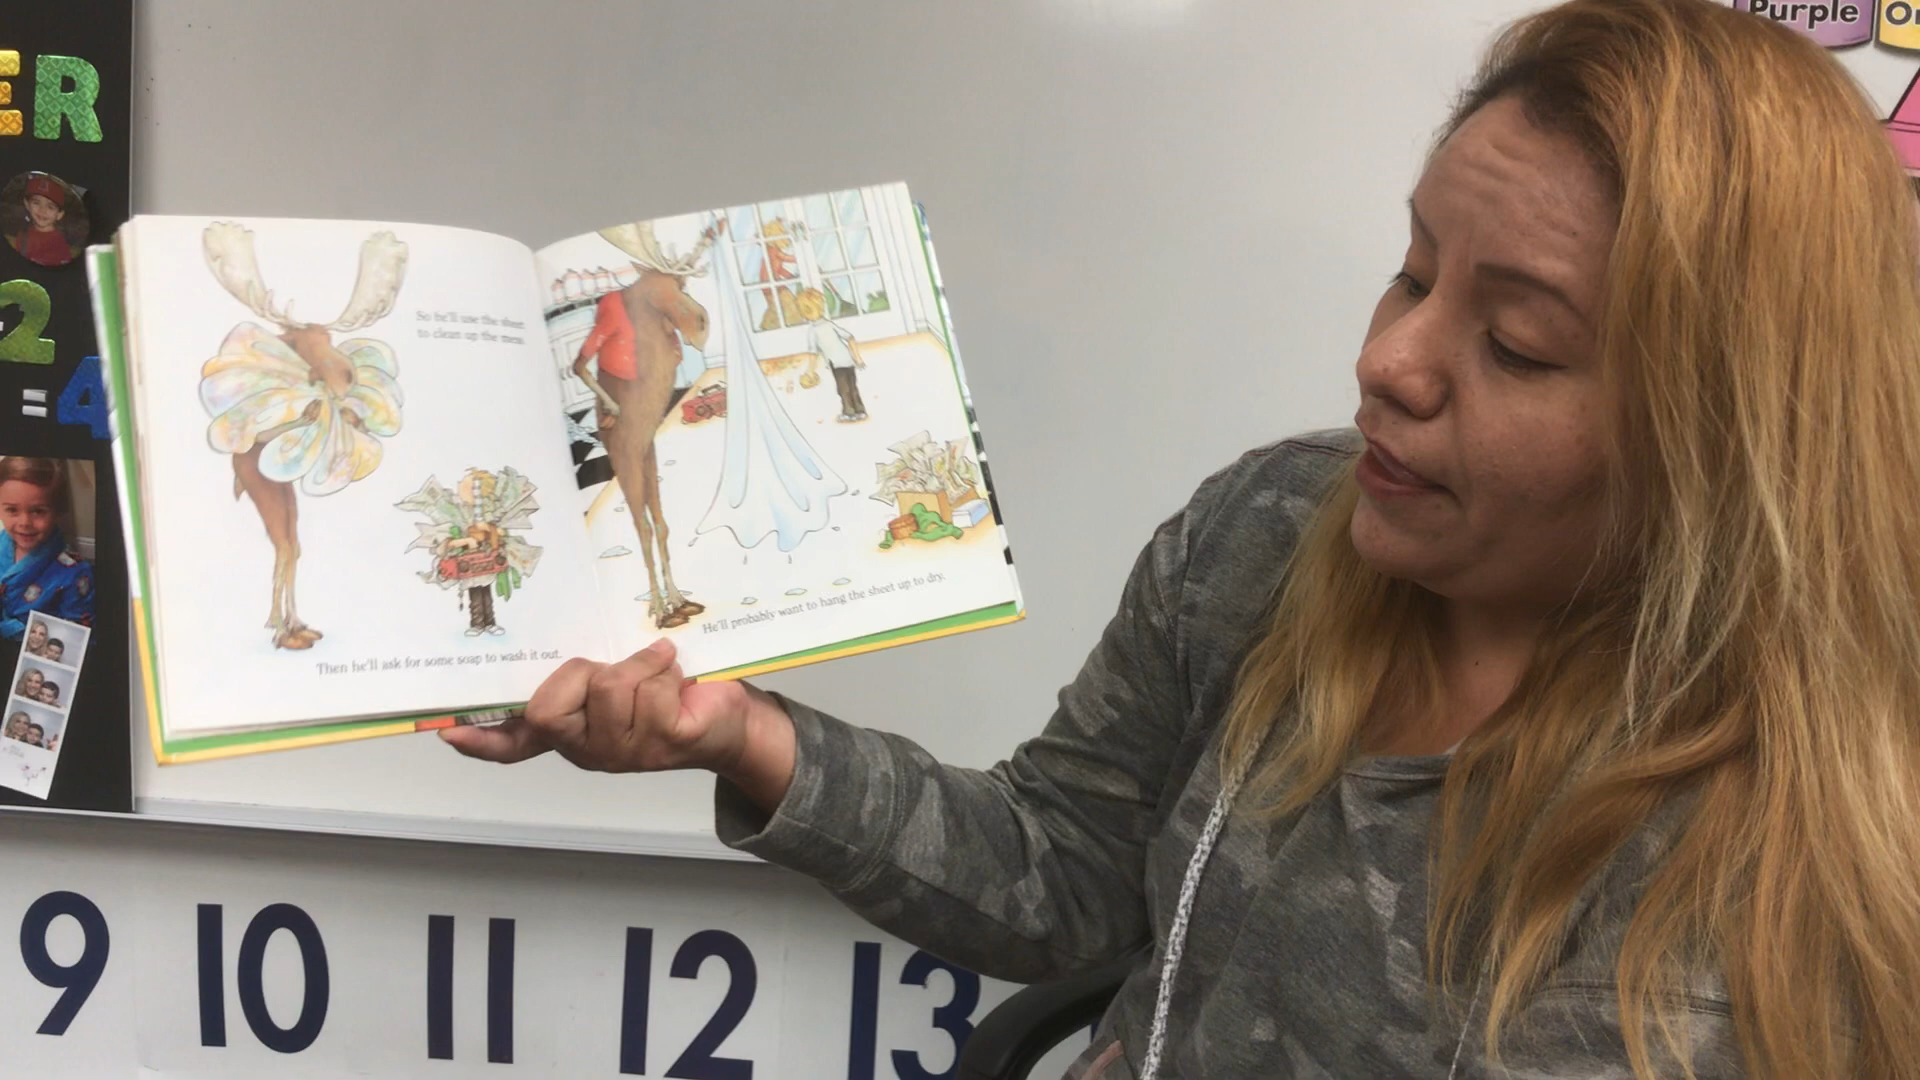 ER
2
=4
So he'll use the sheet
to clean up the mess.
Then he'll ask for some soap to wash it out.
He'll probably want to hang the sheet up to dry.
Purple
9 10 11 12 13